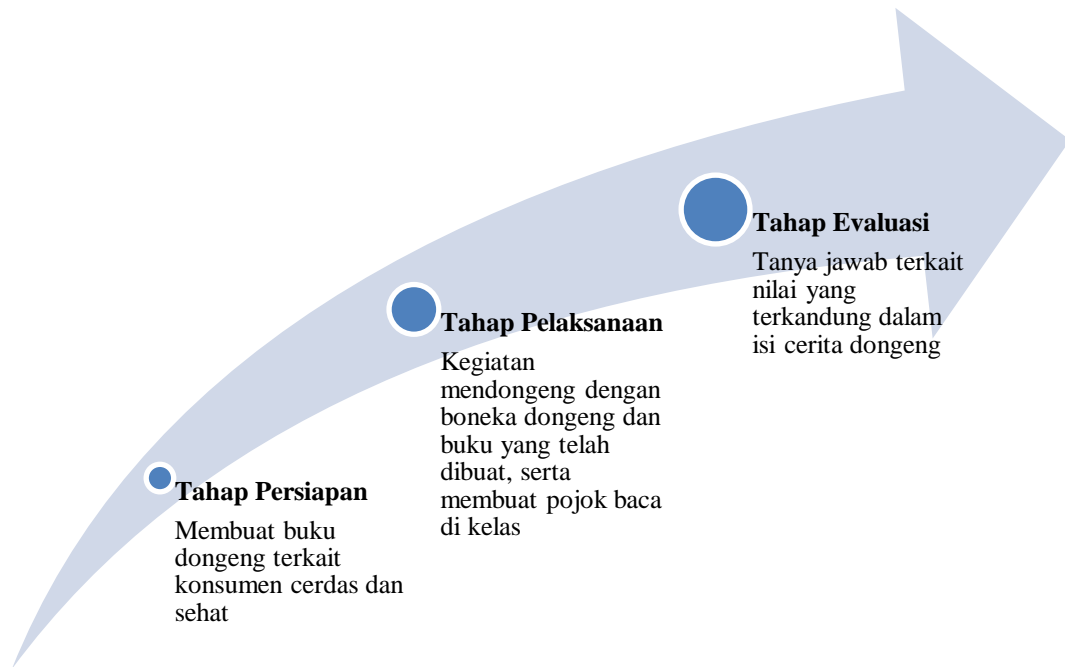 Tahap Persiapan
Membuat buku
dongeng terkait
konsumen cerdas dan
sehat
Tahap Pelaksanaan
Kegiatan
mendongeng dengan
boneka dongeng dan
buku yang telah
dibuat, serta
membuat pojok baca
di kelas
Tahap Evaluasi
Tanya jawab terkait
nilai yang
terkandung dalam
isi cerita dongeng